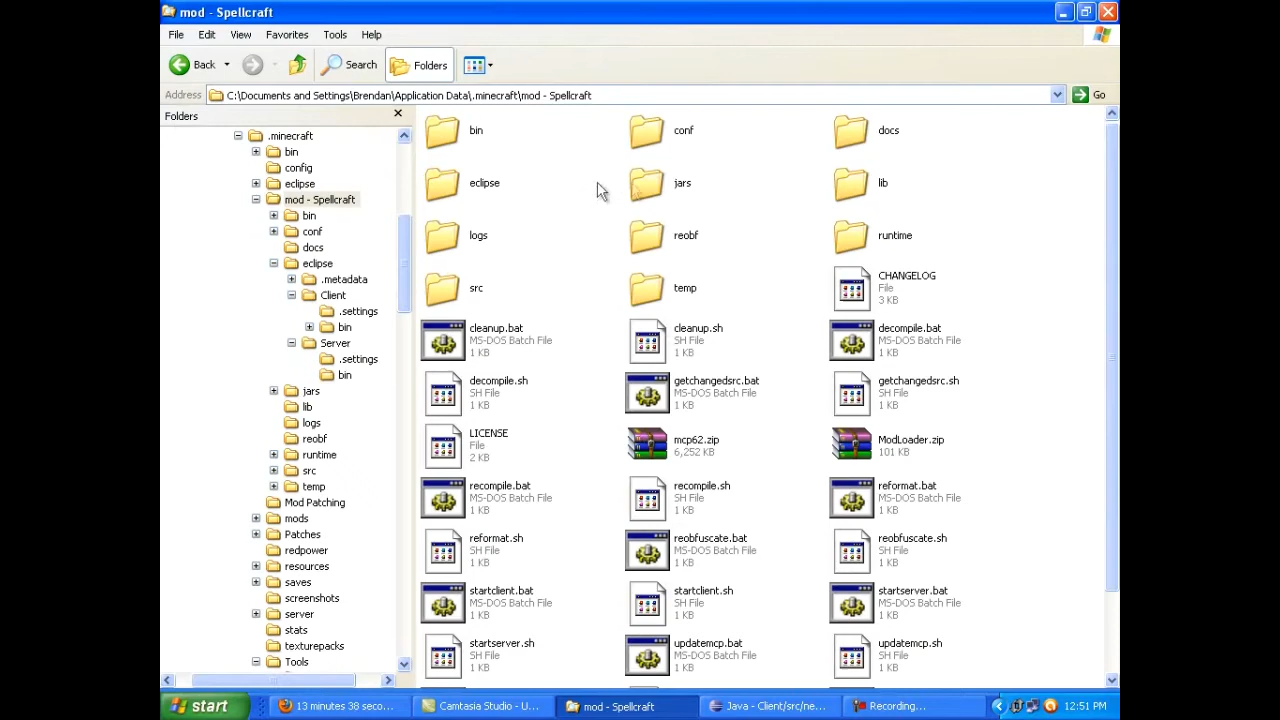 mod - Spellcraft
File Edit View Favorites Tools Help
Back Search Folders
Address C:\Documents and Settings\Brendan\Application Data\.minecraft\mod - Spellcraft Go
Folders
.minecraft
bin
config
eclipse
mod - Spellcraft
bin
conf
docs
eclipse
.metadata
Client
.settings
bin
Server
.settings
bin
jars
lib
logs
reobf
runtime
src
temp
Mod Patching
mods
Patches
redpower
resources
saves
screenshots
server
stats
texturepacks
Tools
bin conf docs
eclipse jars lib
logs reobf runtime
src temp CHANGELOG
File
3 KB
cleanup.bat cleanup.sh decompile.bat
MS-DOS Batch File SH File MS-DOS Batch File
1 KB 1 KB 1 KB
decompile.sh getchangedsrc.bat getchangedsrc.sh
SH File MS-DOS Batch File SH File
1 KB 1 KB 1 KB
LICENSE mcp62.zip ModLoader.zip
File 6,252 KB 101 KB
2 KB
recompile.bat recompile.sh reformat.bat
MS-DOS Batch File SH File MS-DOS Batch File
1 KB 1 KB 1 KB
reformat.sh reobfuscate.bat reobfuscate.sh
SH File MS-DOS Batch File SH File
1 KB 1 KB 1 KB
startclient.bat startclient.sh startserver.bat
MS-DOS Batch File SH File MS-DOS Batch File
1 KB 1 KB 1 KB
startserver.sh updatemcp.bat updatemcp.sh
SH File MS-DOS Batch File SH File
1 KB 1 KB 1 KB
start 13 minutes 38 seco... Camtasia Studio - U... mod - Spellcraft Java - Client/src/ne... Recording... 12:51 PM